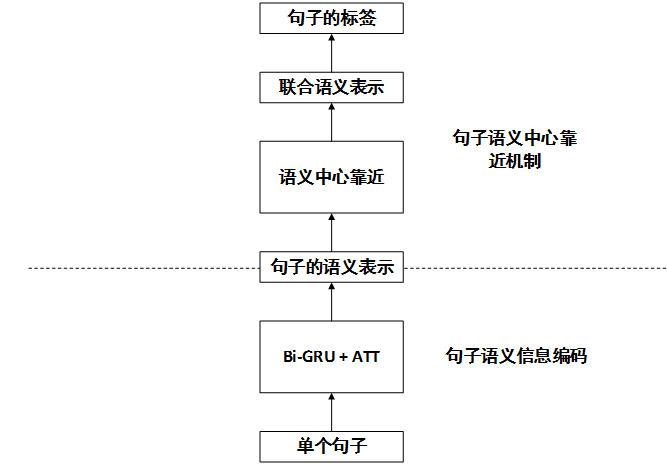 句子的标签
联合语义表示
句子语义中心靠
近机制
语义中心靠近
句子的语义表示
Bi-GRU + ATT
句子语义信息编码
单个句子